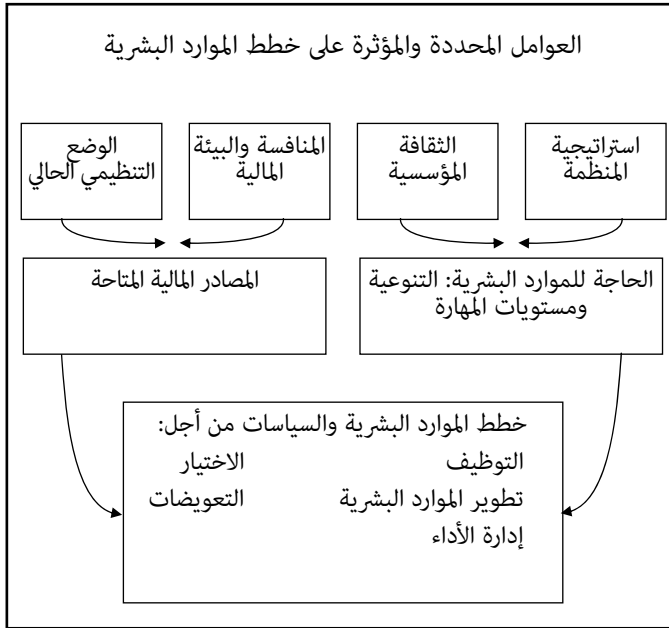 العوامل المحددة والمؤثرة على خطط الموارد البشرية
استراتيجية
المنظمة
الثقافة
المؤسسية
المنافسة والبيئة
المالية
الوضع
التنظيمي الحالي
الحاجة للموارد البشرية: التنوعية
ومستويات المهارة
المصادر المالية المتاحة
خطط الموارد البشرية والسياسات من أجل:
التوظيف الاختيار
تطوير الموارد البشرية التعويضات
إدارة الأداء